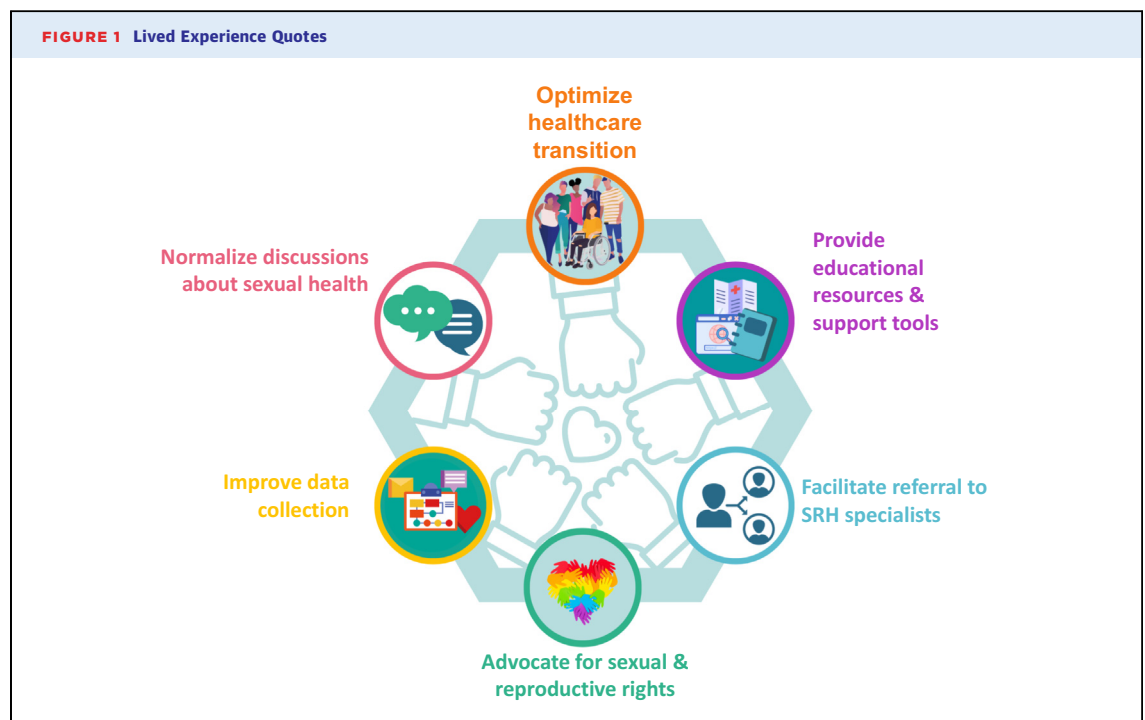 FIGURE 1 Lived Experience Quotes
Optimize
healthcare
transition
Provide
educational
resources &
support tools
Normalize discussions
about sexual health
Improve data
collection
Facilitate referral to
SRH specialists
Advocate for sexual &
reproductive rights